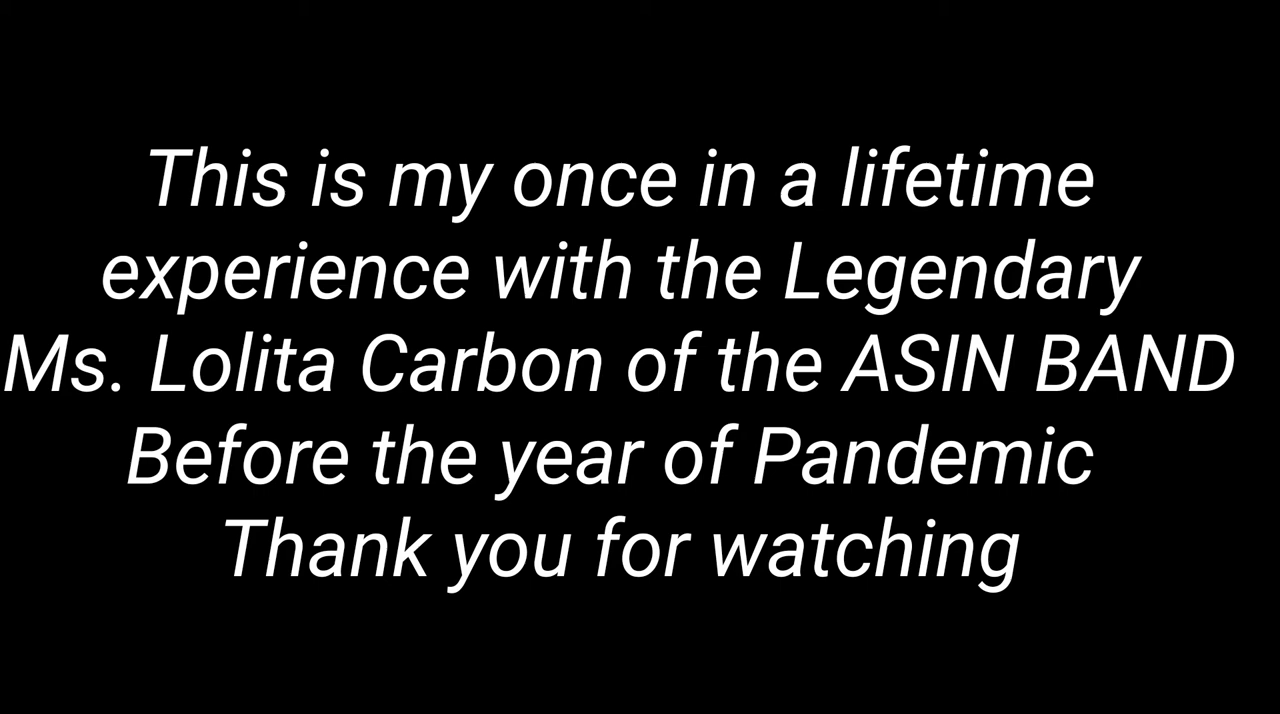 This is my once in a lifetime
experience with the Legendary
Ms. Lolita Carbon of the ASIN BAND
Before the year of Pandemic
Thank you for watching